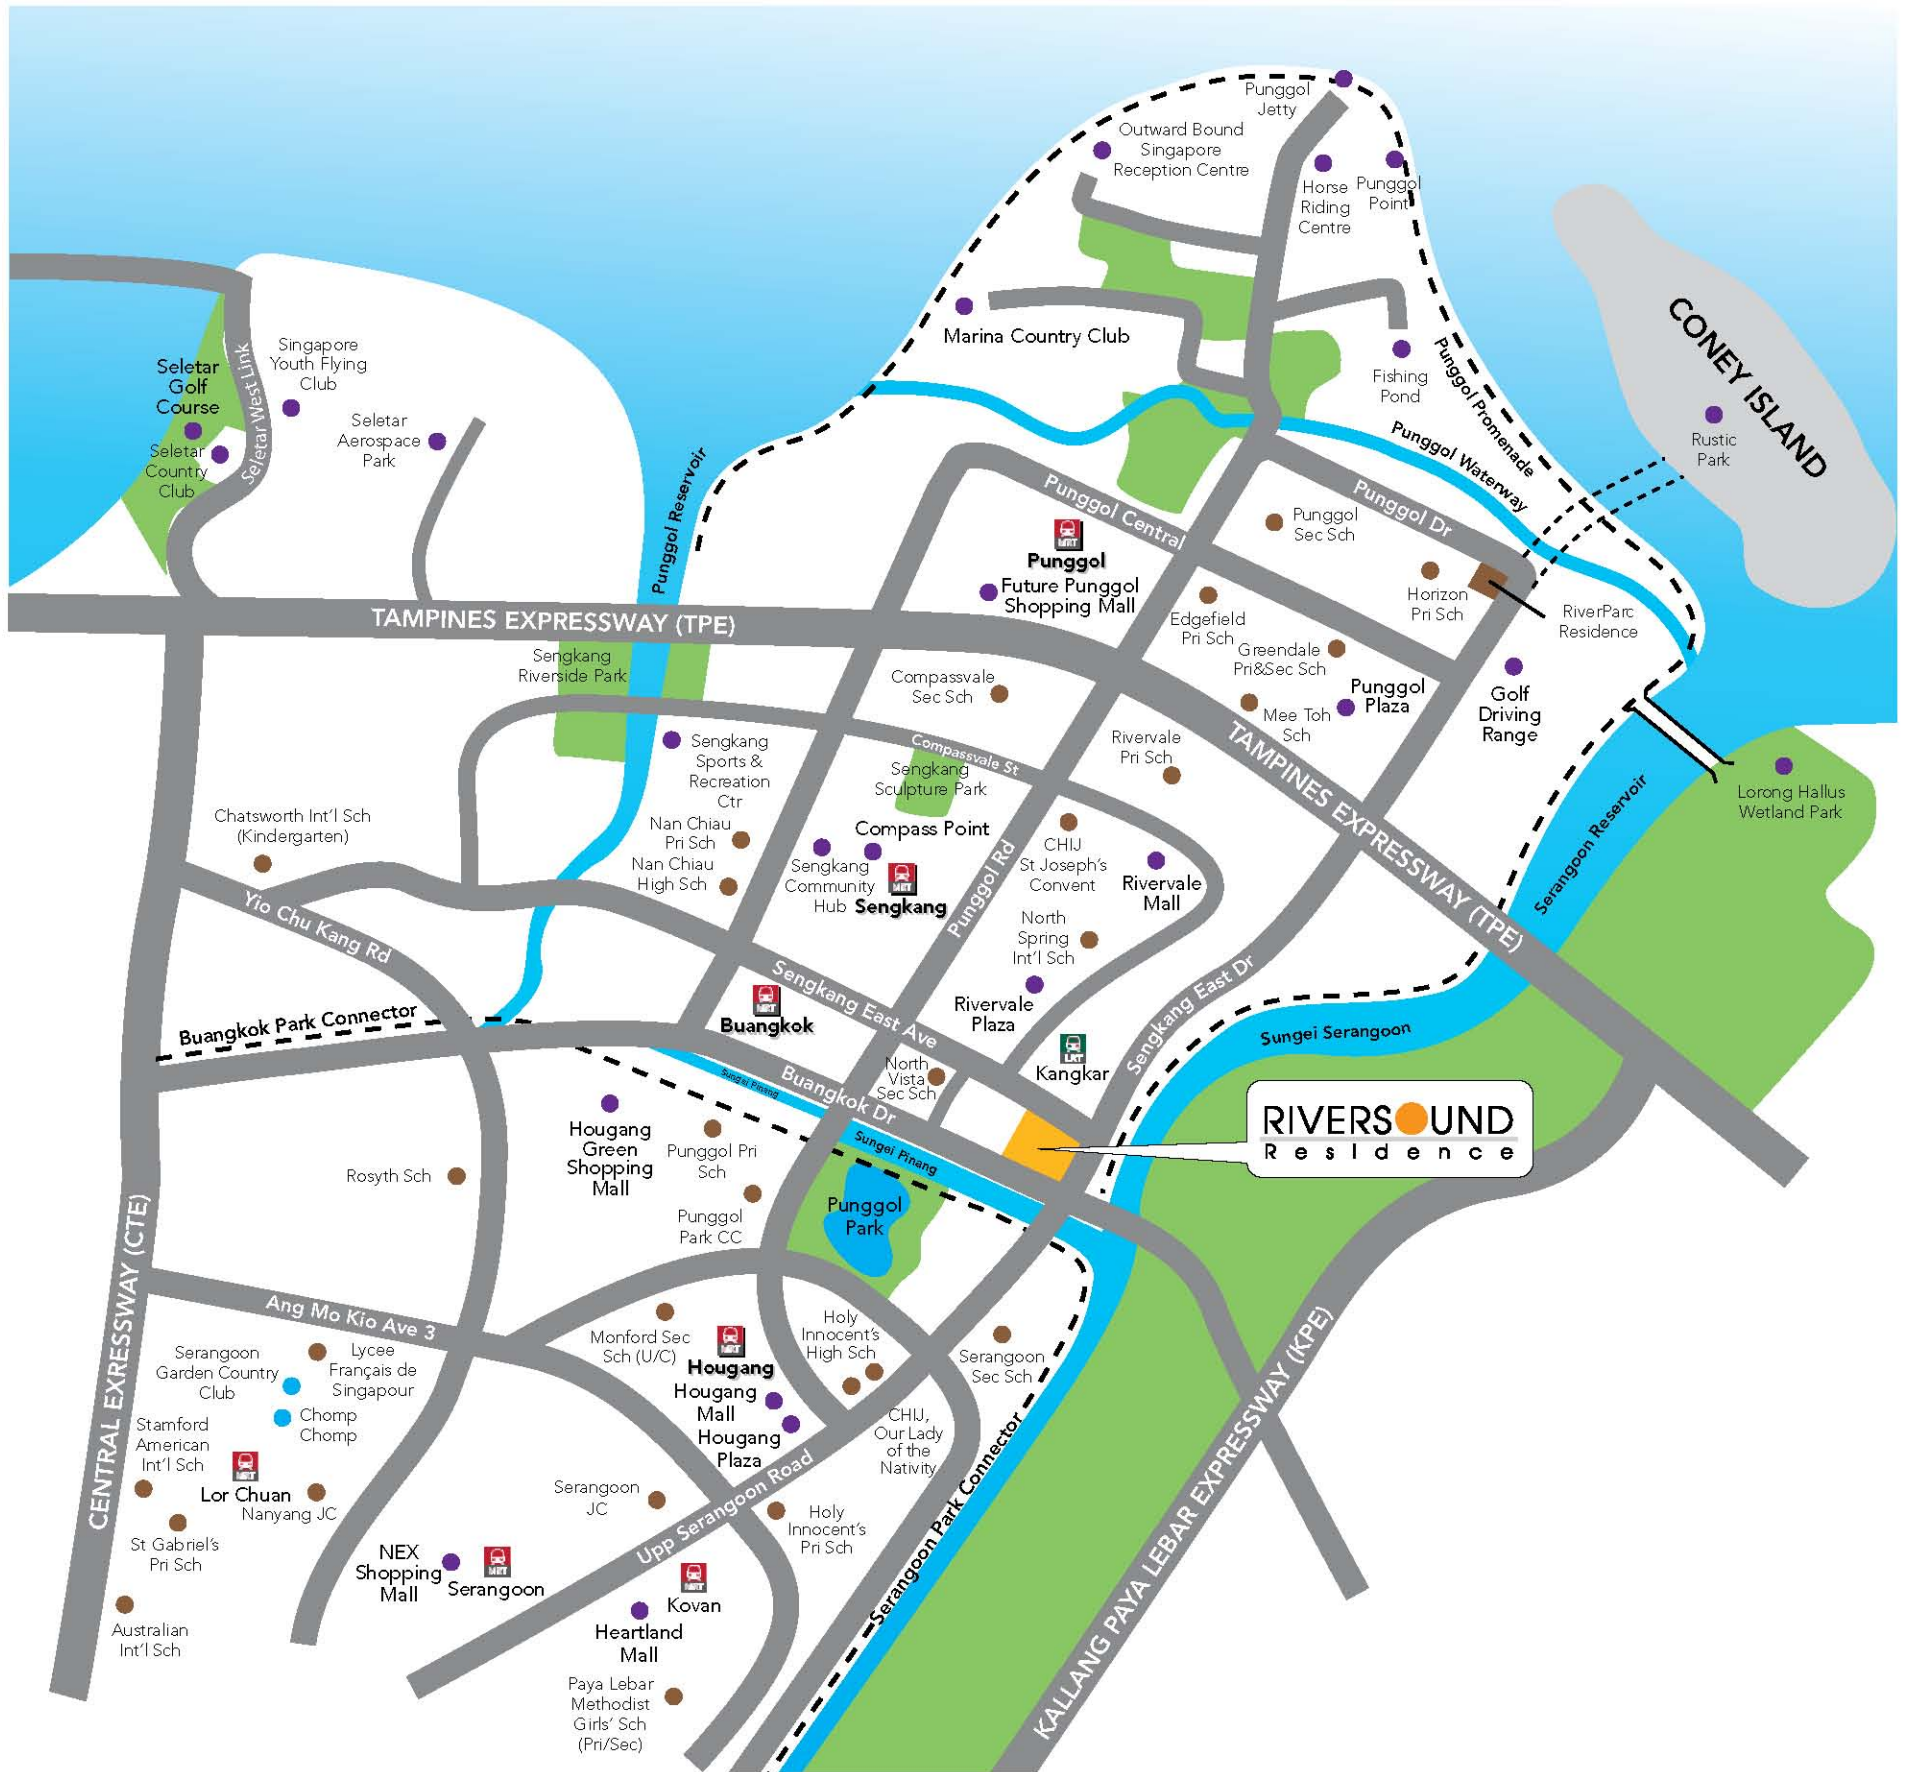 Punggol
Jetty
Outward Bound
Singapore
Reception Centre
Horse
Riding
Centre
Punggol
Point
Marina Country Club
Fishing
Pond
Punggol Promenade
Punggol Waterway
CONEY ISLAND
Rustic
Park
Seletar
Golf
Course
Seletar
Country
Club
Seletar West Link
Singapore
Youth Flying
Club
Seletar
Aerospace
Park
Punggol Reservoir
Punggol Central
Punggol Dr
Punggol
Sec Sch
MRT
Punggol
Future Punggol
Shopping Mall
Horizon
Pri Sch
RiverParc
Residence
Edgefield
Pri Sch
Greendale
Pri&Sec Sch
Punggol
Plaza
Mee Toh
Sch
Golf
Driving
Range
TAMPINES EXPRESSWAY (TPE)
Sengkang
Riverside Park
Compassvale
Sec Sch
Rivervale
Pri Sch
TAMPINES EXPRESSWAY (TPE)
Lorong Hallus
Wetland Park
Serangoon Reservoir
Compassvale St
Sengkang
Sculpture Park
Sengkang
Sports &
Recreation
Ctr
Nan Chiau
Pri Sch
Nan Chiau
High Sch
Chatsworth Int'l Sch
(Kindergarten)
Compass Point
Sengkang
Community
Hub
MRT
Sengkang
Punggol Rd
CHIJ
St Joseph's
Convent
Rivervale
Mall
North
Spring
Int'l Sch
Rivervale
Plaza
Yio Chu Kang Rd
Sengkang East Ave
Sengkang East Dr
Buangkok Park Connector
MRT
Buangkok
LRT
Kangkar
Sungei Serangoon
North
Vista
Sec Sch
Buangkok Dr
Sungei Pinang
Sungei Pinang
RIVERSOUND
Residence
Hougang
Green
Shopping
Mall
Punggol Pri
Sch
Punggol
Park CC
Punggol
Park
Rosyth Sch
CENTRAL EXRESSWAY (CTE)
Ang Mo Kio Ave 3
Monford Sec
Sch (U/C)
MRT
Hougang
Hougang
Mall
Hougang
Plaza
Holy
Innocent's
High Sch
Serangoon
Sec Sch
CHIJ,
Our Lady
of the
Nativity
Serangoon
Garden Country
Club
Lycee
Français de
Singapour
Chomp
Chomp
Stamford
American
Int'l Sch
MRT
Lor Chuan
Nanyang JC
St Gabriel's
Pri Sch
Australian
Int'l Sch
NEX
Shopping
Mall
MRT
Serangoon
Serangoon
JC
Upp Serangoon Road
Holy
Innocent's
Pri Sch
MRT
Kovan
Heartland
Mall
Paya Lebar
Methodist
Girls' Sch
(Pri/Sec)
Serangoon Park Connector
KALLANG PAYA LEBAR EXPRESSWAY (KPE)